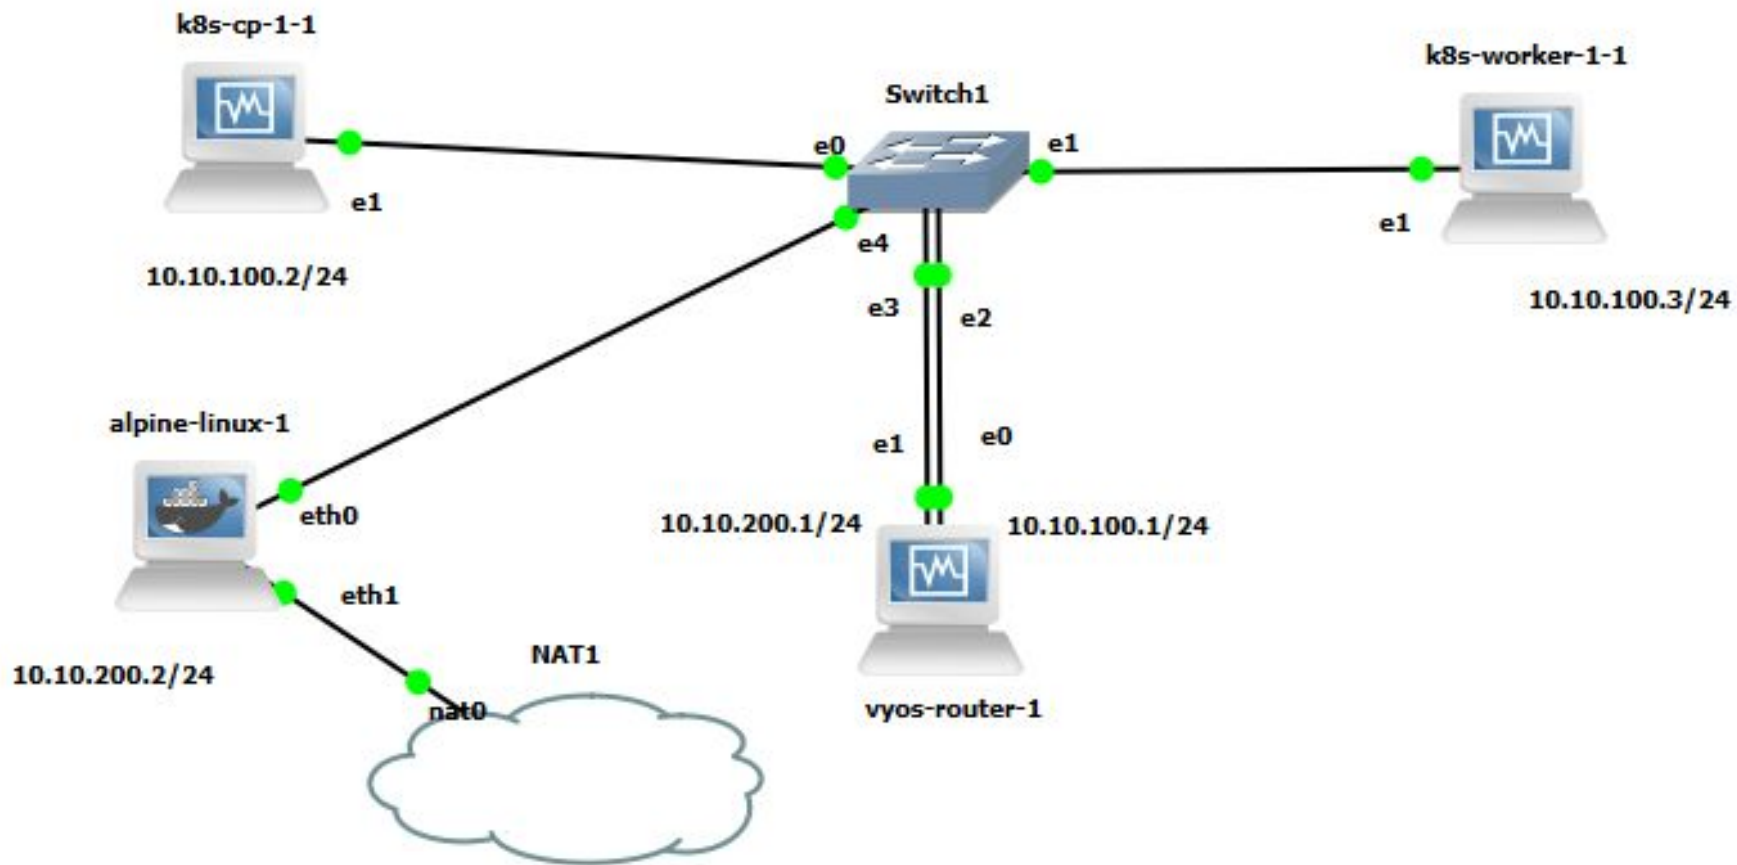 k8s-cp-1-1
k8s-worker-1-1
Switch1
e0
e1
e1
e1
e4
10.10.100.2/24
10.10.100.3/24
e3
e2
alpine-linux-1
e1
e0
eth0
10.10.200.1/24
10.10.100.1/24
eth1
NAT1
10.10.200.2/24
nat0
vyos-router-1